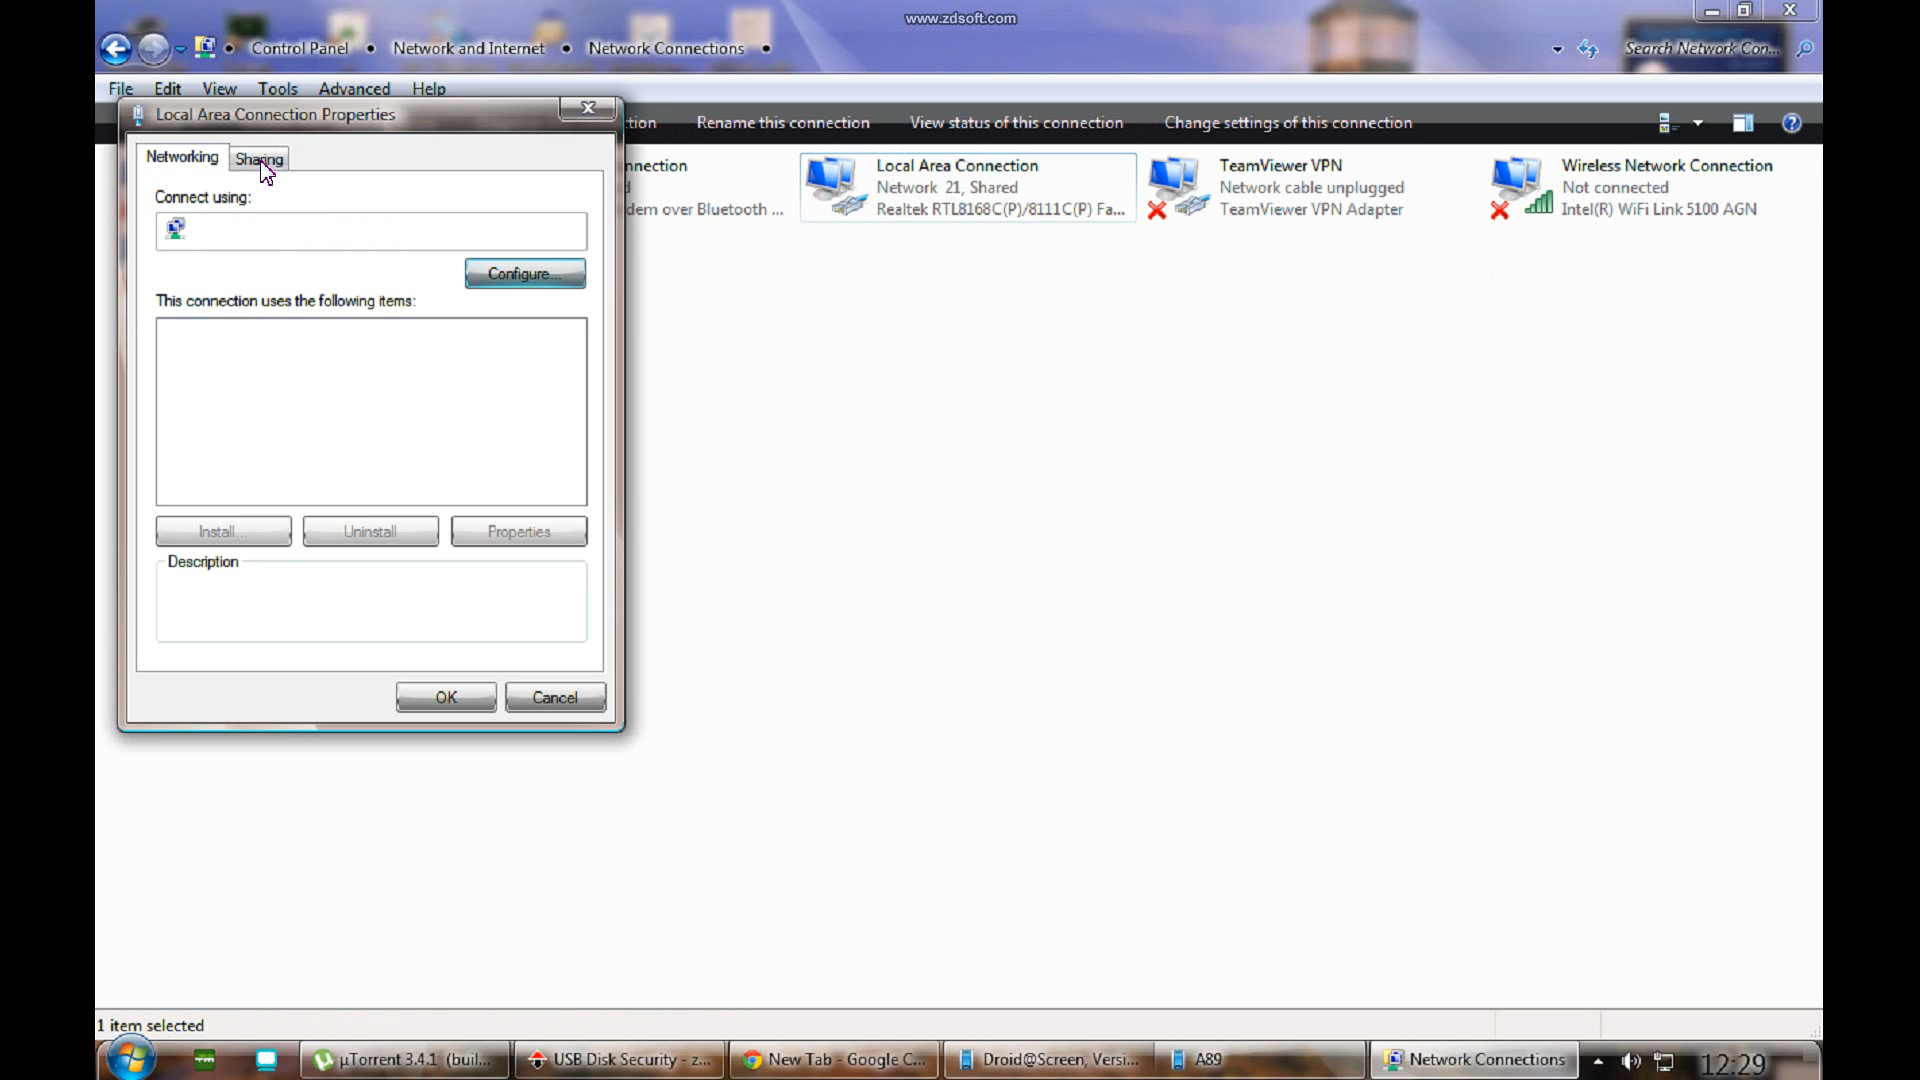 www.zdsoft.com
Control Panel • Network and Internet • Network Connections •
Search Network Con...
File Edit View Tools Advanced Help
Local Area Connection Properties
tion Rename this connection View status of this connection Change settings of this connection
Networking Sharing
Connect using:
Configure...
This connection uses the following items:
Install... Uninstall Properties
Description
OK Cancel
nnection
d
dem over Bluetooth ...
Local Area Connection
Network 21, Shared
Realtek RTL8168C(P)/8111C(P) Fa...
TeamViewer VPN
Network cable unplugged
TeamViewer VPN Adapter
Wireless Network Connection
Not connected
Intel(R) WiFi Link 5100 AGN
1 item selected
µTorrent 3.4.1 (buil... USB Disk Security - z... New Tab - Google C... Droid@Screen, Versi... A89 Network Connections 12:29